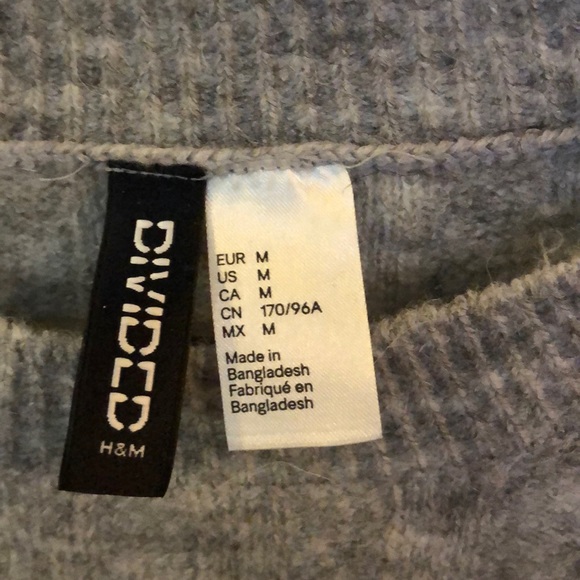 DIVIDED
H&M
EUR M
US M
CA M
CN 170/96A
MX M
Made in
Bangladesh
Fabriqué en
Bangladesh